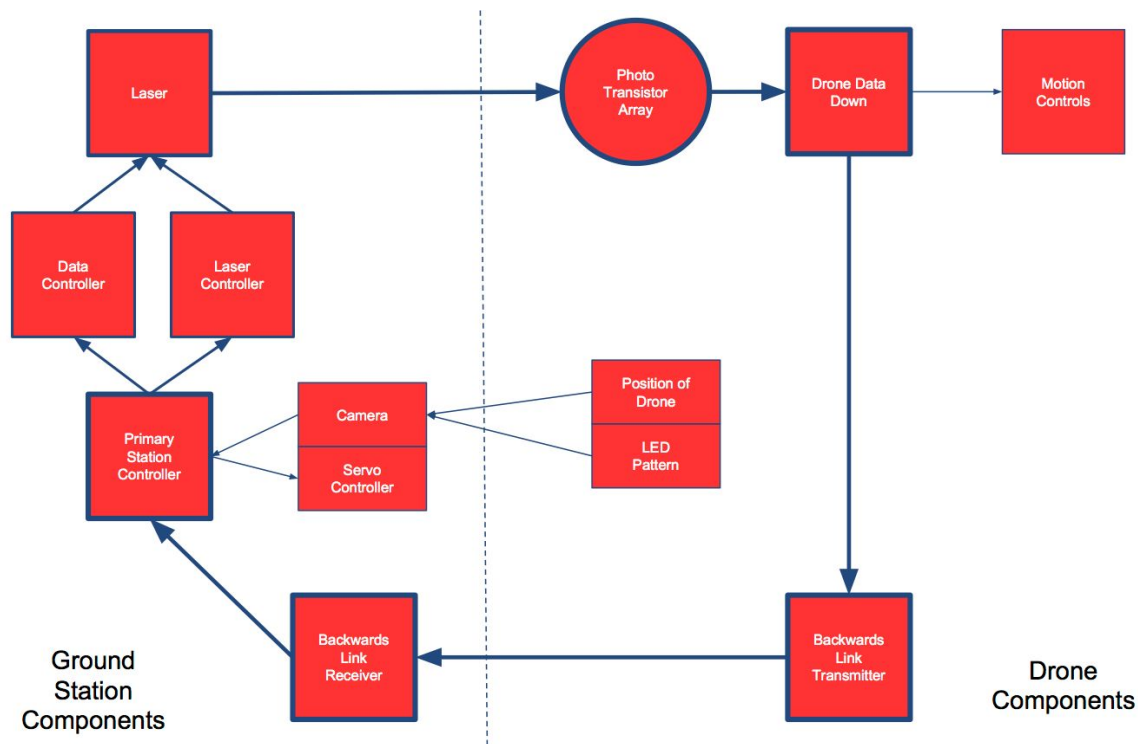 Laser
Photo
Transistor
Array
Drone Data
Down
Motion
Controls
Data
Controller
Laser
Controller
Primary
Station
Controller
Camera
Servo
Controller
Position of
Drone
LED
Pattern
Backwards
Link
Receiver
Backwards
Link
Transmitter
Ground
Station
Components
Drone
Components